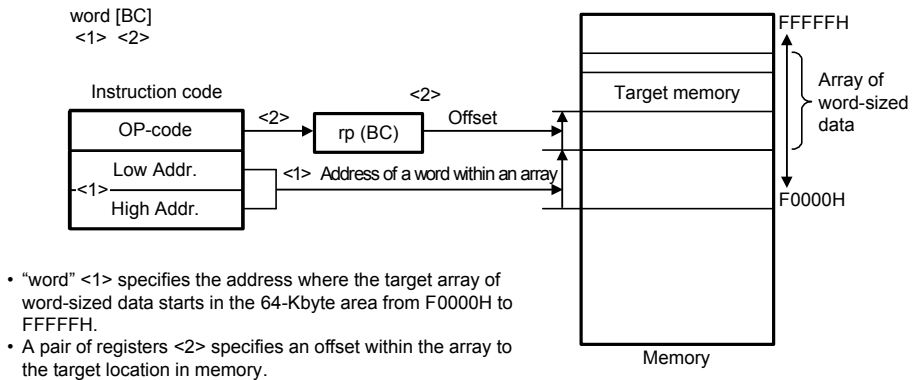 word [BC]
<1> <2>
FFFFFH
Instruction code
<2>
Array of
word-sized
data
Target memory
OP-code
<2>
rp (BC)
Offset
Low Addr.
<1>
<1> Address of a word within an array
High Addr.
F0000H
• “word” <1> specifies the address where the target array of
word-sized data starts in the 64-Kbyte area from F0000H to
FFFFFH.
• A pair of registers <2> specifies an offset within the array to
the target location in memory.
Memory